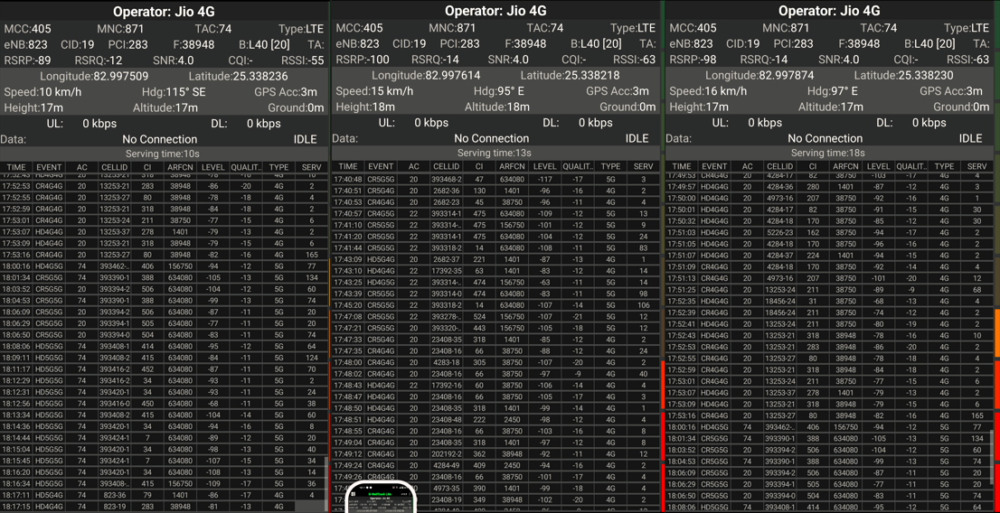 Operator: Jio 4G
MCC:405 MNC:871 TAC:74 Type:LTE
eNB:823 CID:19 PCI:283 F:38948 B:L40 [20] TA:
RSRP:-89 RSRQ:-12 SNR:4.0 CQI:- RSSI:-55
Longitude:82.997509 Latitude:25.338236
Speed:10 km/h Hdg:115° SE GPS Acc:3m
Height:17m Altitude:17m Ground:0m
UL: 0 kbps DL: 0 kbps
Data: No Connection IDLE
Serving time:10s
TIME EVENT AC CELLID CI ARFCN LEVEL QUALIT.. TYPE SERV
17:52:43 HD4G4G 20 13253-21 318 38948 -78 -16 4G 10
17:52:53 CR4G4G 20 13253-21 283 38948 -86 -20 4G 2
17:52:55 CR4G4G 20 13253-27 80 38948 -78 -18 4G 4
17:52:59 CR4G4G 20 13253-21 318 38948 -84 -18 4G 2
17:53:01 CR4G4G 20 13253-24 211 38750 -77 -15 4G 6
17:53:07 HD4G4G 20 13253-37 278 1401 -79 -13 4G 2
17:53:09 HD4G4G 20 13253-21 318 38948 -79 -15 4G 6
17:53:16 CR4G4G 20 13253-27 80 38948 -82 -16 4G 165
18:00:16 HD4G5G 74 393462-.. 406 156750 -94 -12 5G 77
18:01:34 CR5G5G 74 393390-1 388 634080 -105 -13 5G 134
18:03:52 CR5G5G 20 393394-2 506 634080 -104 -12 5G 60
18:04:53 CR5G5G 74 393390-1 388 634080 -99 -13 5G 74
18:06:09 CR5G5G 20 393394-2 506 634080 -87 -11 5G 20
18:06:29 CR5G5G 20 393394-1 505 634080 -77 -11 5G 20
18:06:50 CR5G5G 20 393394-0 504 634080 -83 -11 5G 74
18:08:06 HD5G5G 74 393408-1 414 634080 -95 -12 5G 64
18:09:11 HD5G5G 74 393408-2 415 634080 -84 -11 5G 124
18:11:17 HD5G5G 74 393416-2 452 634080 -87 -11 5G 70
18:12:29 HD5G5G 74 393416-2 34 634080 -93 -11 5G 2
18:12:31 HD5G5G 74 393420-2 34 634080 -93 -11 5G 24
18:12:56 HD5G5G 74 393416-0 450 634080 -68 -11 5G 38
18:13:34 HD5G5G 74 393408-2 415 634080 -104 -14 5G 60
18:14:36 HD5G5G 74 393420-1 34 634080 -94 -16 5G 8
18:14:44 HD5G5G 74 393424-1 7 634080 -89 -12 5G 20
18:15:04 HD5G5G 74 393420-1 34 634080 -98 -13 5G 40
18:15:45 HD5G5G 74 393424-1 7 634080 -107 -15 5G 34
18:16:20 HD5G5G 74 393420-1 34 634080 -108 -13 5G 14
18:16:34 HD5G5G 74 393408-.. 415 156750 -109 -17 5G 36
18:17:11 HD5G4G 74 823-36 79 1401 -86 -17 4G 4
18:17:15 HD4G4G 74 823-19 283 38948 -81 -13 4G
Operator: Jio 4G
MCC:405 MNC:871 TAC:74 Type:LTE
eNB:823 CID:19 PCI:283 F:38948 B:L40 [20] TA:
RSRP:-100 RSRQ:-14 SNR:4.0 CQI:- RSSI:-63
Longitude:82.997614 Latitude:25.338218
Speed:15 km/h Hdg:95° E GPS Acc:3m
Height:18m Altitude:18m Ground:0m
UL: 0 kbps DL: 0 kbps
Data: No Connection IDLE
Serving time:13s
TIME EVENT AC CELLID CI ARFCN LEVEL QUALIT.. TYPE SERV
17:40:48 CR5G5G 20 393468-2 47 634080 -117 -17 5G 3
17:40:51 CR5G4G 20 2682-36 130 1401 -96 -17 4G 2
17:40:53 CR4G4G 20 2682-23 45 38750 -96 -11 4G 4
17:40:57 CR4G5G 22 393314-1 475 634080 -109 -12 5G 13
17:41:10 CR5G5G 22 393314-.. 475 156750 -101 -12 5G 9
17:41:20 CR5G5G 22 393314-1 475 634080 -104 -12 5G 24
17:41:44 CR5G5G 22 393318-2 14 634080 -108 -11 5G 83
17:43:09 HD5G4G 20 2682-37 221 1401 -87 -13 4G 1
17:43:10 HD4G4G 22 17392-35 63 1401 -83 -12 4G 14
17:43:25 HD4G5G 22 393314-.. 474 156750 -63 -11 5G 14
17:43:39 CR5G5G 22 393314-0 474 634080 -83 -11 5G 98
17:45:20 CR5G5G 22 393318-2 14 634080 -107 -14 5G 106
17:47:08 CR5G5G 22 393278-.. 524 156750 -107 -21 5G 12
17:47:21 CR5G5G 22 393320-.. 443 156750 -105 -18 5G 12
17:47:33 CR5G4G 20 23408-35 318 1401 -85 -12 4G 2
17:47:35 CR4G4G 20 23408-16 66 38750 -88 -12 4G 24
17:48:00 CR4G4G 20 4283-18 305 38750 -107 -20 4G 2
17:48:02 CR4G4G 20 23408-16 66 38750 -97 -9 4G 40
17:48:43 HD4G4G 22 17392-16 60 38750 -106 -14 4G 4
17:48:47 HD4G4G 20 23408-16 66 38750 -105 -17 4G 3
17:48:50 HD4G4G 20 23408-35 318 1401 -99 -14 4G 1
17:48:51 HD4G4G 20 23408-48 222 2450 -98 -12 4G 4
17:48:55 CR4G4G 20 23408-16 66 38750 -103 -16 4G 8
17:49:04 HD4G4G 20 23408-35 318 1401 -97 -14 4G 8
17:49:12 CR4G4G 20 202192-2 362 38948 -92 -11 4G 12
17:49:24 CR4G4G 20 4284-49 409 2450 -94 -16 4G 2
17:49:26 CR4G4G 20 23408-16 66 38750 -101 -17 4G 4
20 4973-35 390 1401 -94 -14 4G
20 23408-19 349 38948 -102 -20 4G 2
Operator: Jio 4G
Operator: Jio 4G
MCC:405 MNC:871 TAC:74 Type:LTE
eNB:823 CID:19 PCI:283 F:38948 B:L40 [20] TA:
RSRP:-98 RSRQ:-14 SNR:4.0 CQI:- RSSI:-63
Longitude:82.997874 Latitude:25.338230
Speed:16 km/h Hdg:97° E GPS Acc:3m
Height:17m Altitude:17m Ground:0m
UL: 0 kbps DL: 0 kbps
Data: No Connection IDLE
Serving time:18s
TIME EVENT AC CELLID CI ARFCN LEVEL QUALIT.. TYPE SERV
17:49:53 CR4G4G 20 4284-17 82 38750 -103 -17 4G 4
17:49:57 HD4G4G 20 4284-36 280 1401 -87 -12 4G 3
17:50:00 HD4G4G 20 4973-16 207 38750 -92 -16 4G 1
17:50:01 CR4G4G 20 4284-17 82 38750 -91 -15 4G 30
17:50:32 HD4G4G 20 4284-18 170 38750 -85 -12 4G 30
17:51:03 HD4G4G 20 5226-23 162 38750 -94 -17 4G 2
17:51:05 HD4G4G 20 4284-18 170 38750 -96 -16 4G 2
17:51:07 HD4G4G 20 4284-37 224 1401 -94 -15 4G 2
17:51:09 CR4G4G 20 4284-18 170 38750 -92 -14 4G 4
17:51:13 CR4G4G 20 4973-16 207 38750 -101 -20 4G 12
17:51:25 CR4G4G 20 13253-24 211 38750 -89 -9 4G 68
17:52:35 HD4G4G 20 18456-24 31 38750 -68 -13 4G 4
17:52:39 CR4G4G 20 18456-24 211 38750 -74 -12 4G 2
17:52:41 HD4G4G 20 13253-24 211 38750 -80 -19 4G 2
17:52:43 HD4G4G 20 13253-21 318 38948 -78 -16 4G 10
17:52:53 CR4G4G 20 13253-21 283 38948 -86 -20 4G 2
17:52:55 CR4G4G 20 13253-27 80 38948 -78 -18 4G 4
17:52:59 CR4G4G 20 13253-21 318 38948 -84 -18 4G 2
17:53:01 CR4G4G 20 13253-24 211 38750 -77 -15 4G 6
17:53:07 HD4G4G 20 13253-37 278 1401 -79 -13 4G 2
17:53:09 HD4G4G 20 13253-21 318 38948 -79 -15 4G 6
17:53:16 CR4G4G 20 13253-27 80 38948 -82 -16 4G 165
18:00:16 HD4G5G 74 393462-.. 406 156750 -94 -12 5G 77
18:01:34 CR5G5G 74 393390-1 388 634080 -105 -13 5G 134
18:03:52 CR5G5G 20 393394-2 506 634080 -104 -12 5G 60
18:04:53 CR5G5G 74 393390-1 388 634080 -99 -13 5G 74
18:06:09 CR5G5G 20 393394-2 506 634080 -87 -11 5G 20
18:06:29 CR5G5G 20 393394-1 505 634080 -77 -11 5G 20
18:06:50 CR5G5G 20 393394-0 504 634080 -83 -11 5G 74
18:08:06 HD5G5G 74 393408-1 414 634080 -95 -12 5G 64